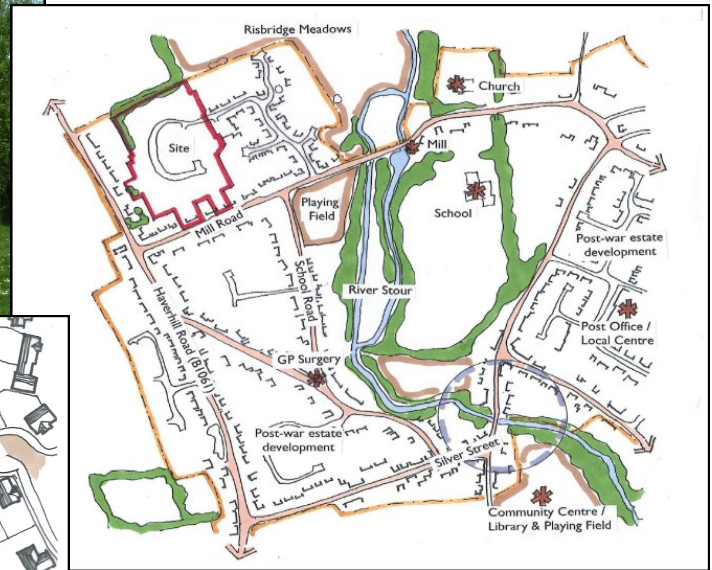 Risbridge Meadows
Church
Site
Mill
Playing
Field
School
Mill Road
School Road
Post-war estate
development
River Stour
Haverhill Road (B1061)
Post Office /
Local Centre
GP Surgery
Post-war estate
development
Silver Street
Community Centre /
Library & Playing Field